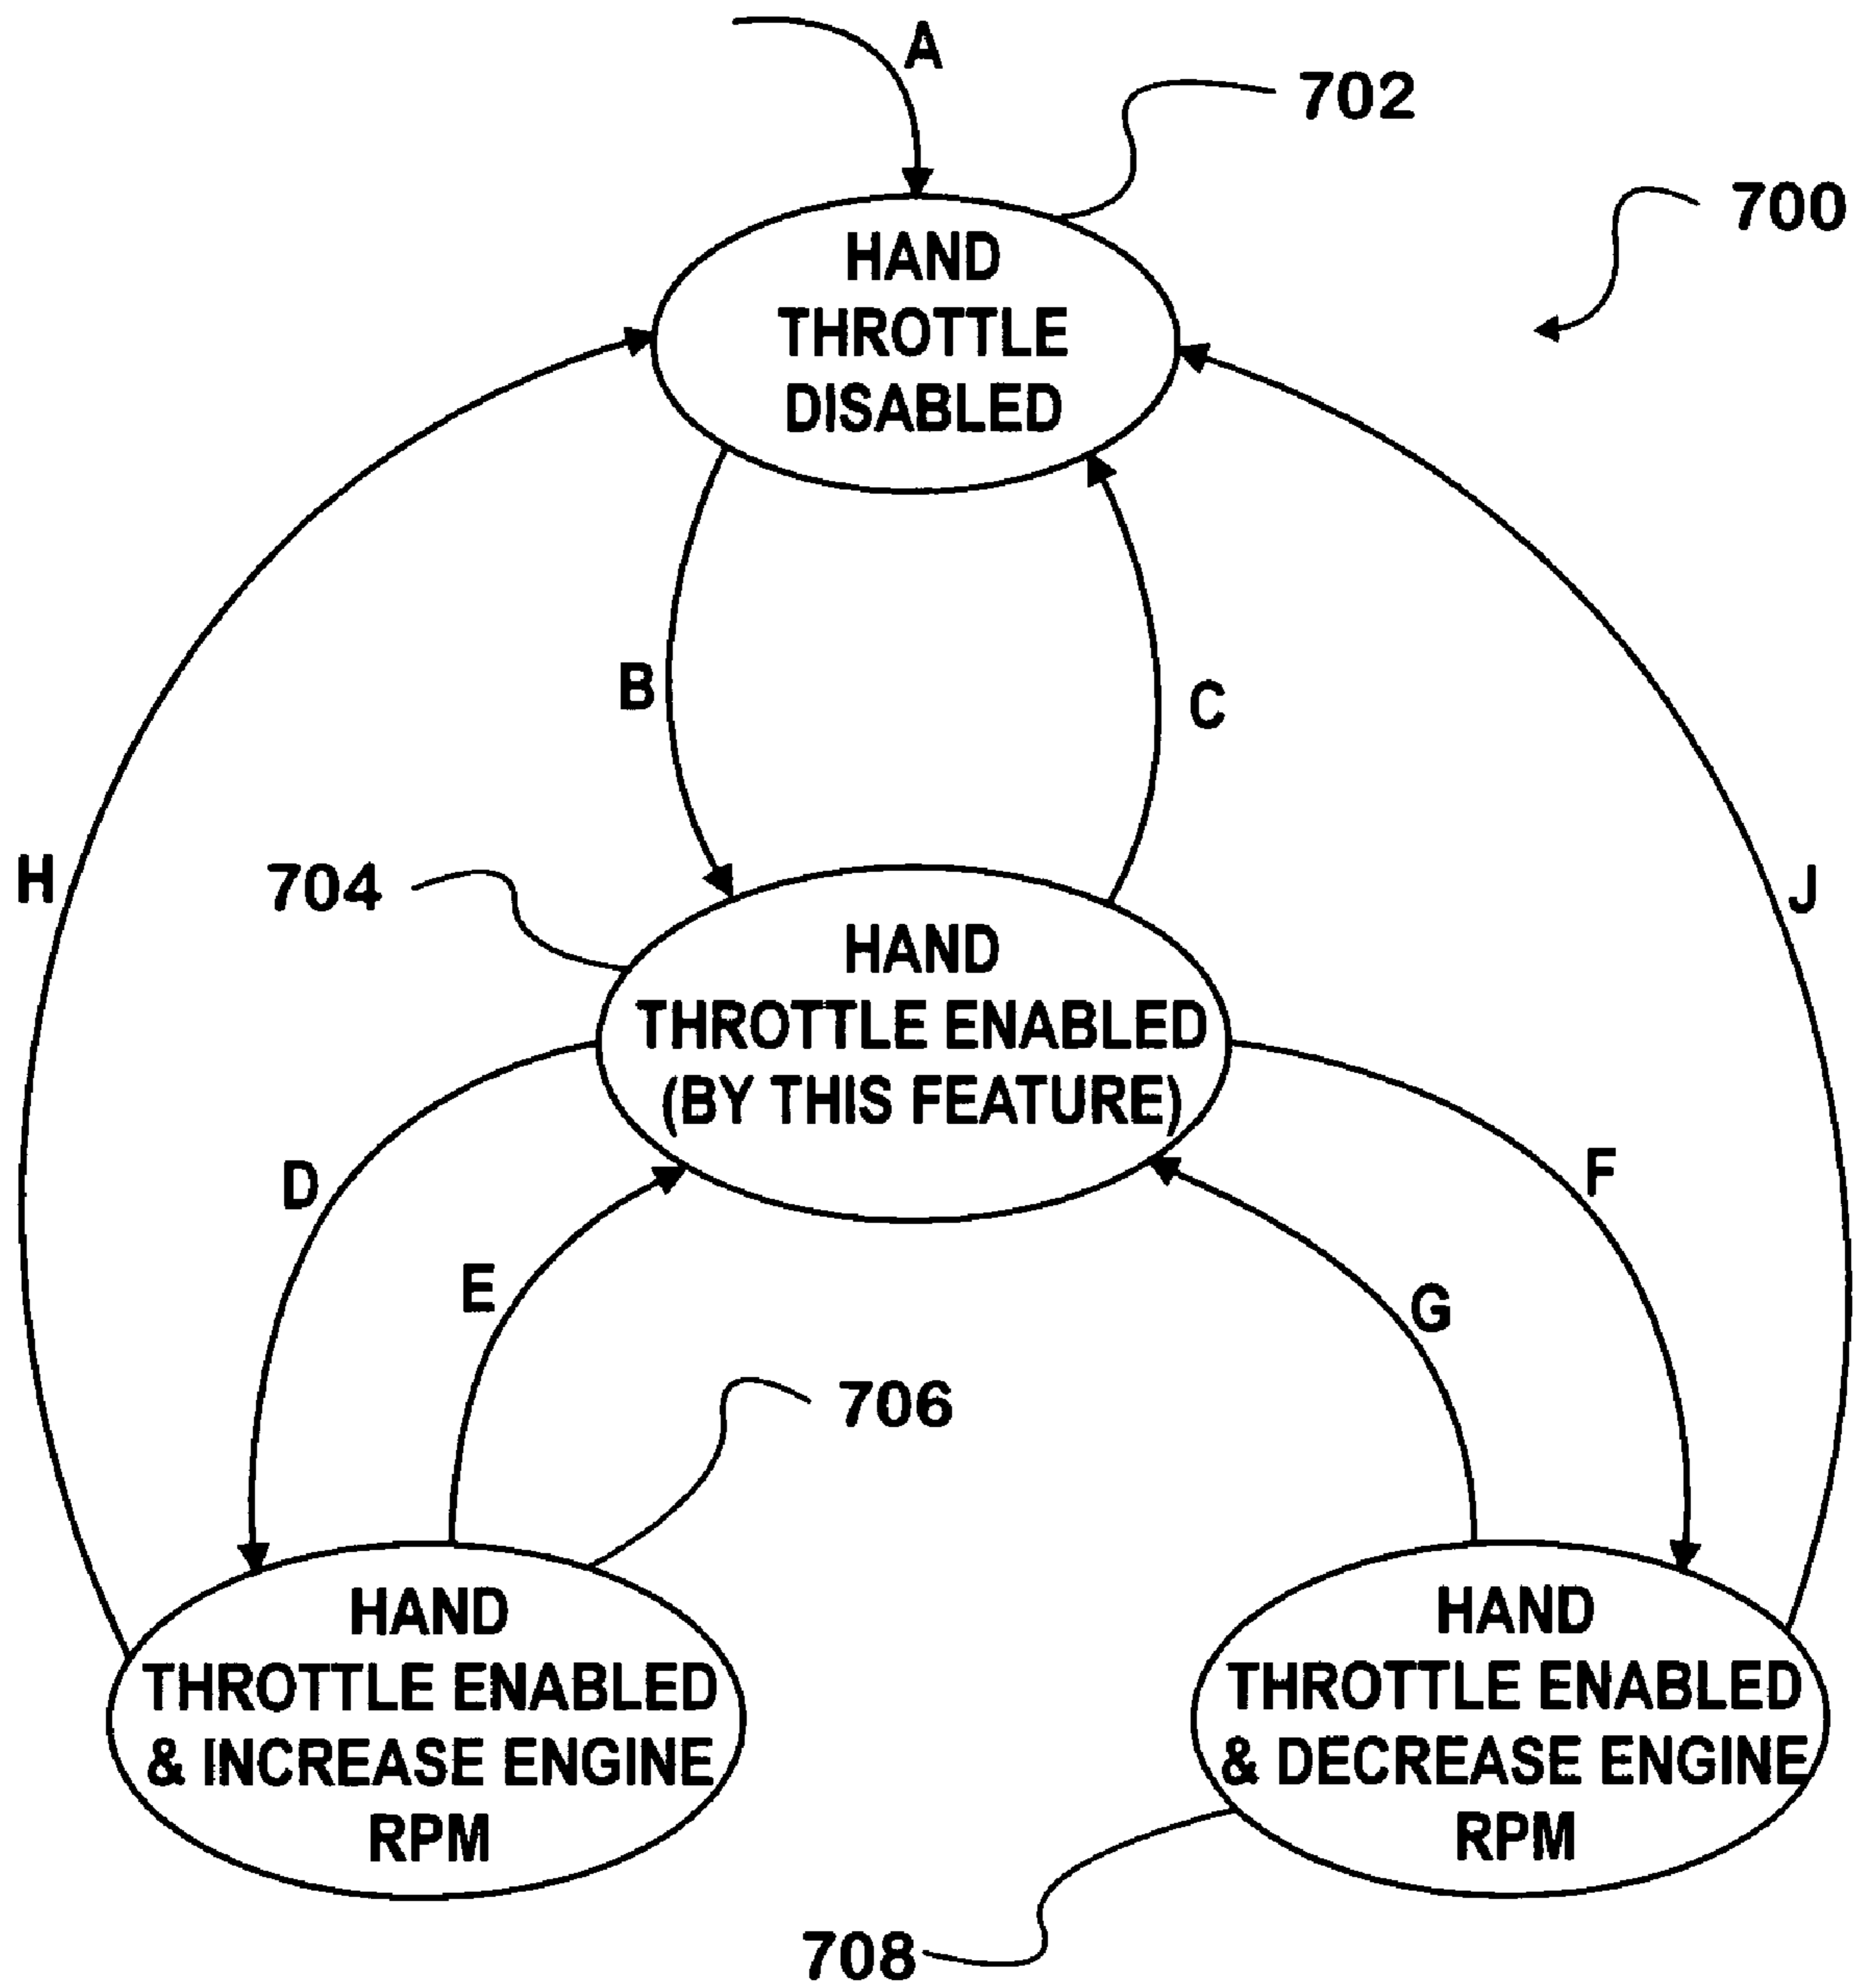 A
702
700
HAND
THROTTLE
DISABLED
B
C
H
704
J
HAND
THROTTLE ENABLED
(BY THIS FEATURE)
D
F
E
G
706
HAND
THROTTLE ENABLED
& INCREASE ENGINE
RPM
HAND
THROTTLE ENABLED
& DECREASE ENGINE
RPM
708